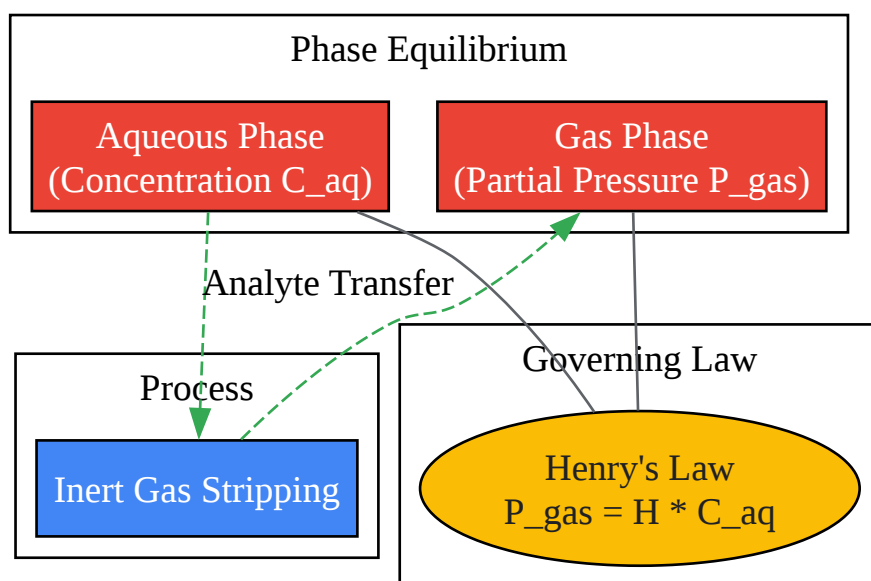 Phase Equilibrium
Aqueous Phase
(Concentration C_aq)
Gas Phase
(Partial Pressure P_gas)
Analyte Transfer
Process
Inert Gas Stripping
Governing Law
Henry's Law
P_gas = H * C_aq